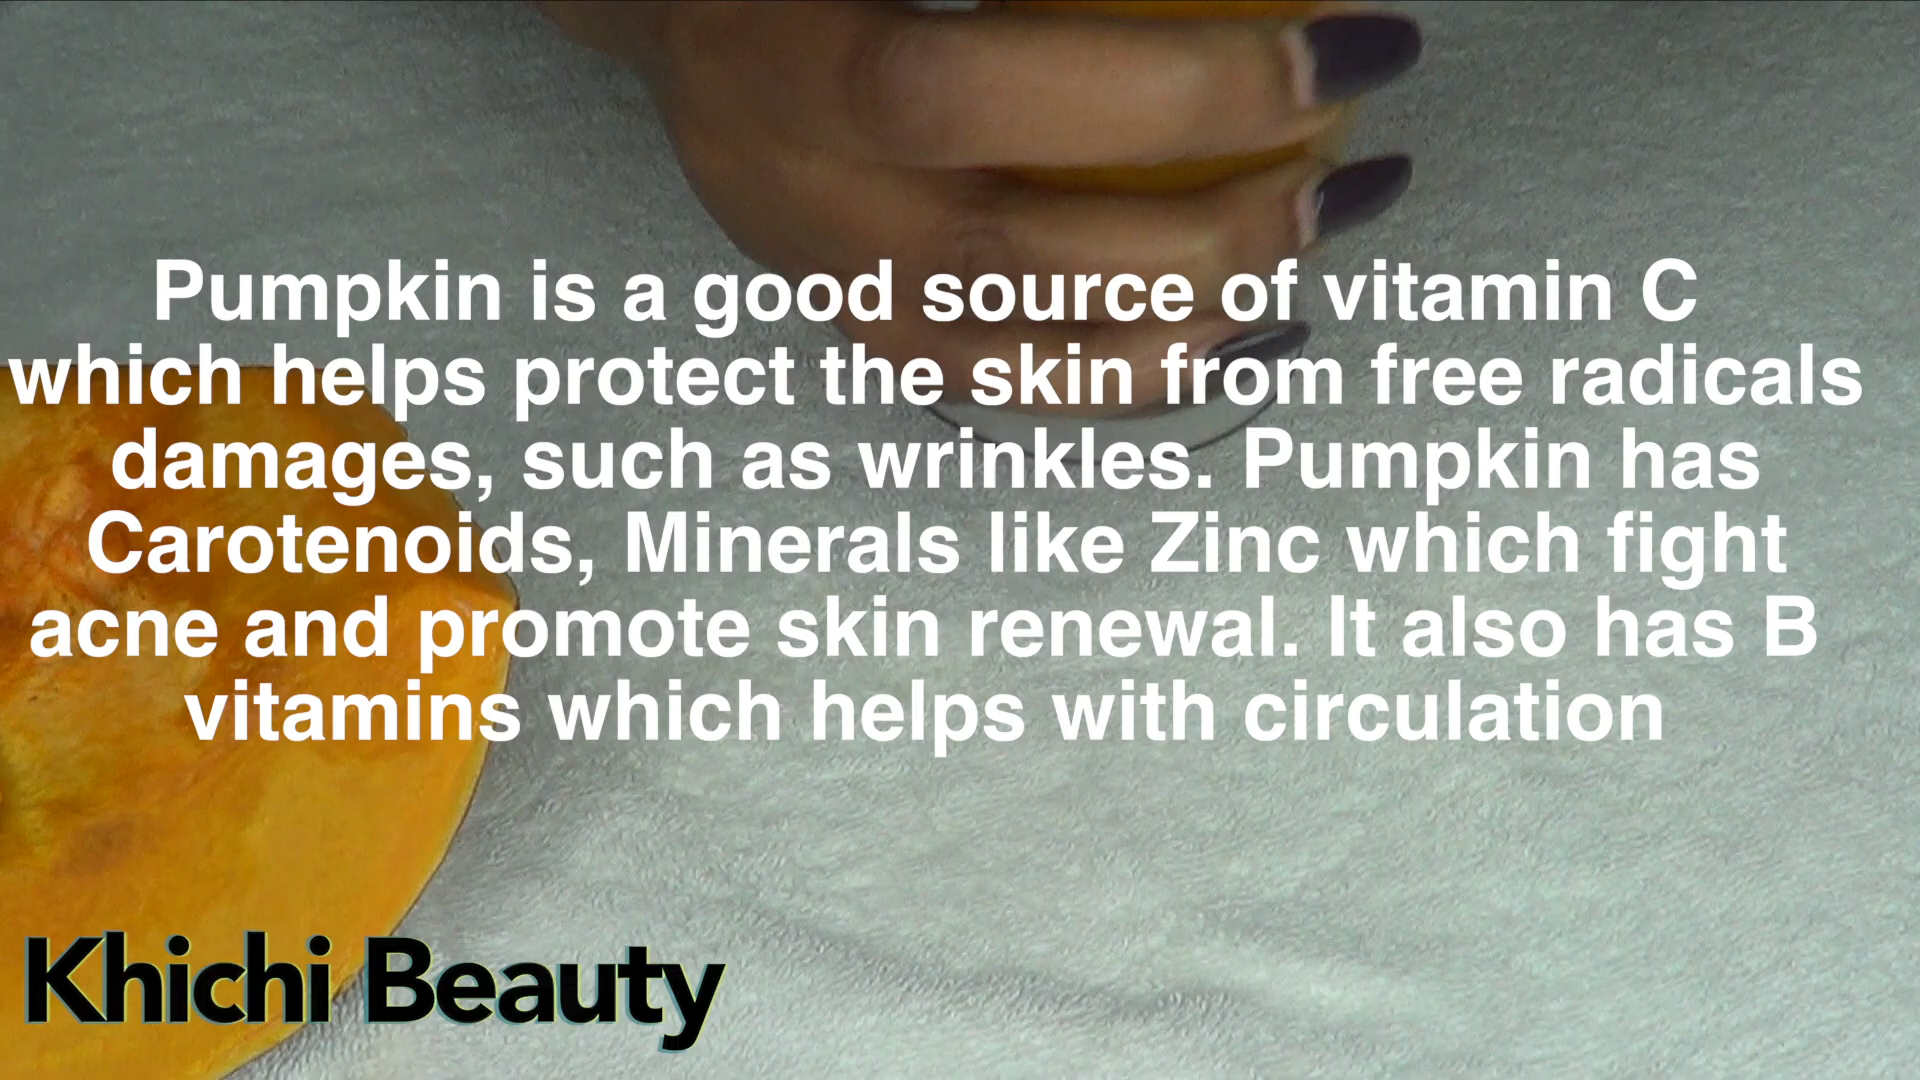 Pumpkin is a good source of vitamin C
which helps protect the skin from free radicals
damages, such as wrinkles. Pumpkin has
Carotenoids, Minerals like Zinc which fight
acne and promote skin renewal. It also has B
vitamins which helps with circulation
Khichi Beauty